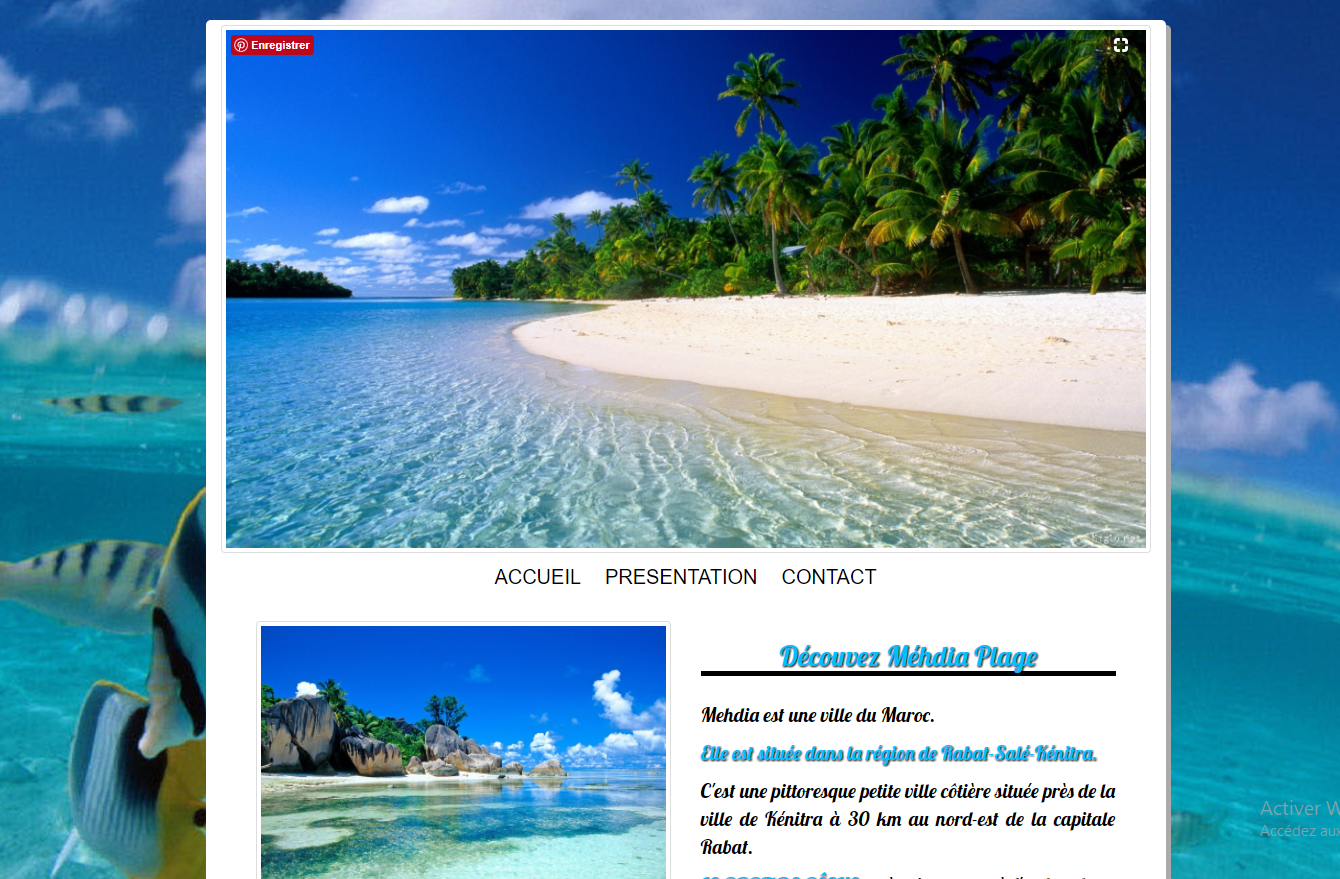 Enregistrer
ACCUEIL PRESENTATION CONTACT
Découvez Méhdia Plage
Mehdia est une ville du Maroc.
Elle est située dans la région de Rabat-Salé-Kénitra.
C'est une pittoresque petite ville côtière située près de la
ville de Kénitra à 30 km au nord-est de la capitale
Rabat.
Activer W
Accédez aux